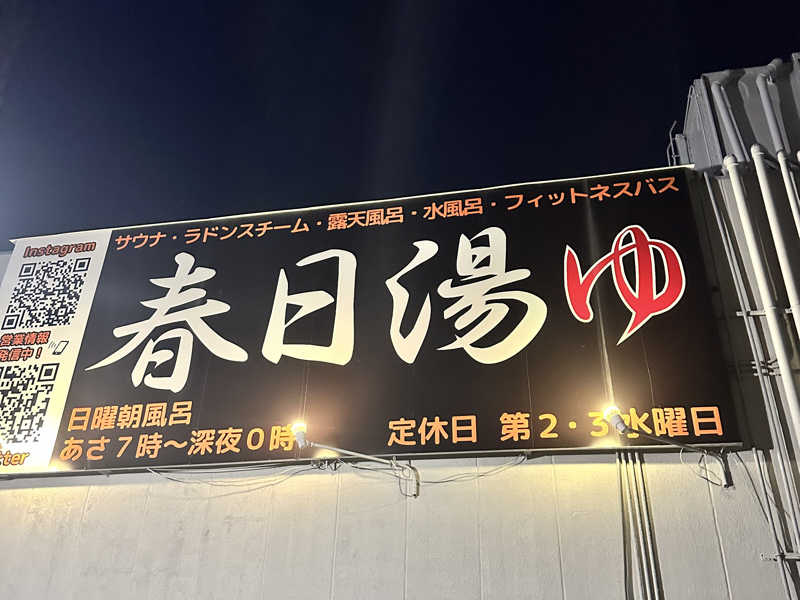 サウナ・ラドンスチーム・露天風呂・水風呂・フィットネスバス
Instagram
春日湯 ゆ
営業情報
発信中！
日曜朝風呂
あさ7時～深夜0時
定休日 第2・3水曜日